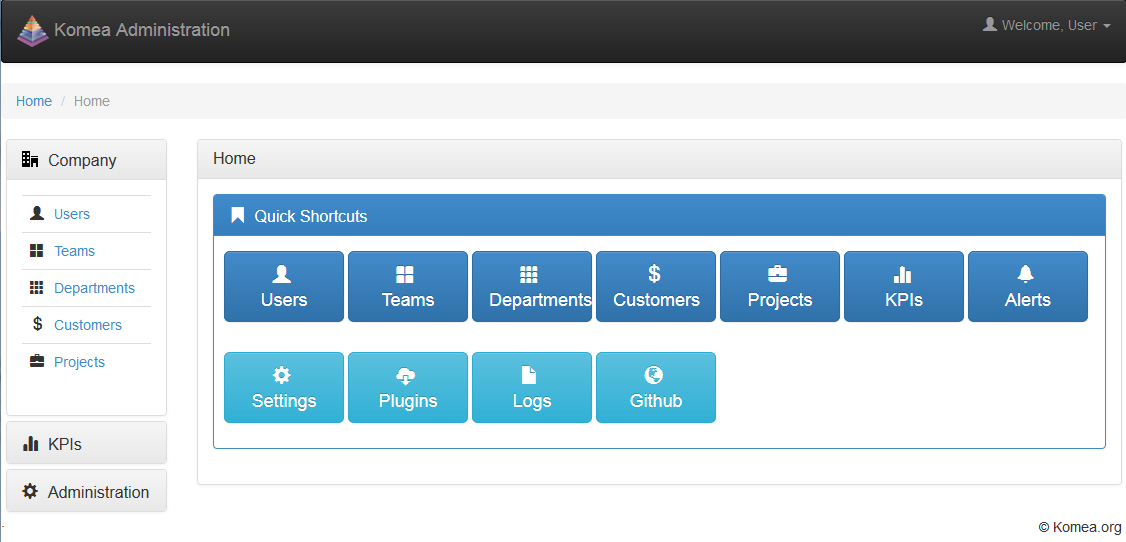 Komea Administration
Welcome, User
Home / Home
Company
Users
Teams
Departments
Customers
Projects
KPIs
Administration
Home
Quick Shortcuts
Users
Teams
Departments
Customers
Projects
KPIs
Alerts
Settings
Plugins
Logs
Github
© Komea.org